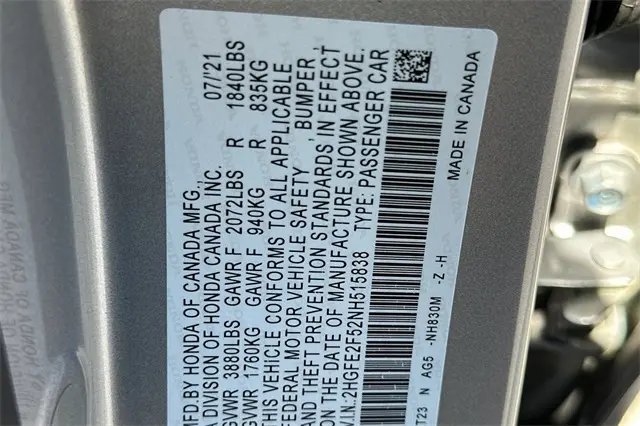 MFD.BY HONDA OF CANADA MFG., 07/'21
A DIVISION OF HONDA CANADA INC.
GVWR 3880LBS GAWR F 2072LBS R 1840LBS
GVWR 1760KG GAWR F 940KG R 835KG
THIS VEHICLE CONFORMS TO ALL APPLICABLE
MOTOR VEHICLE SAFETY , BUMPER,
AND THEFT PREVENTION STANDARDS IN EFFECT
ON THE DATE OF MANUFACTURE SHOWN ABOVE.
V.I.N.:2HGFE2F52NH515838 TYPE: PASSENGER CAR
T23 N AG5 -NH830M -Z -H
MADE IN CANADA